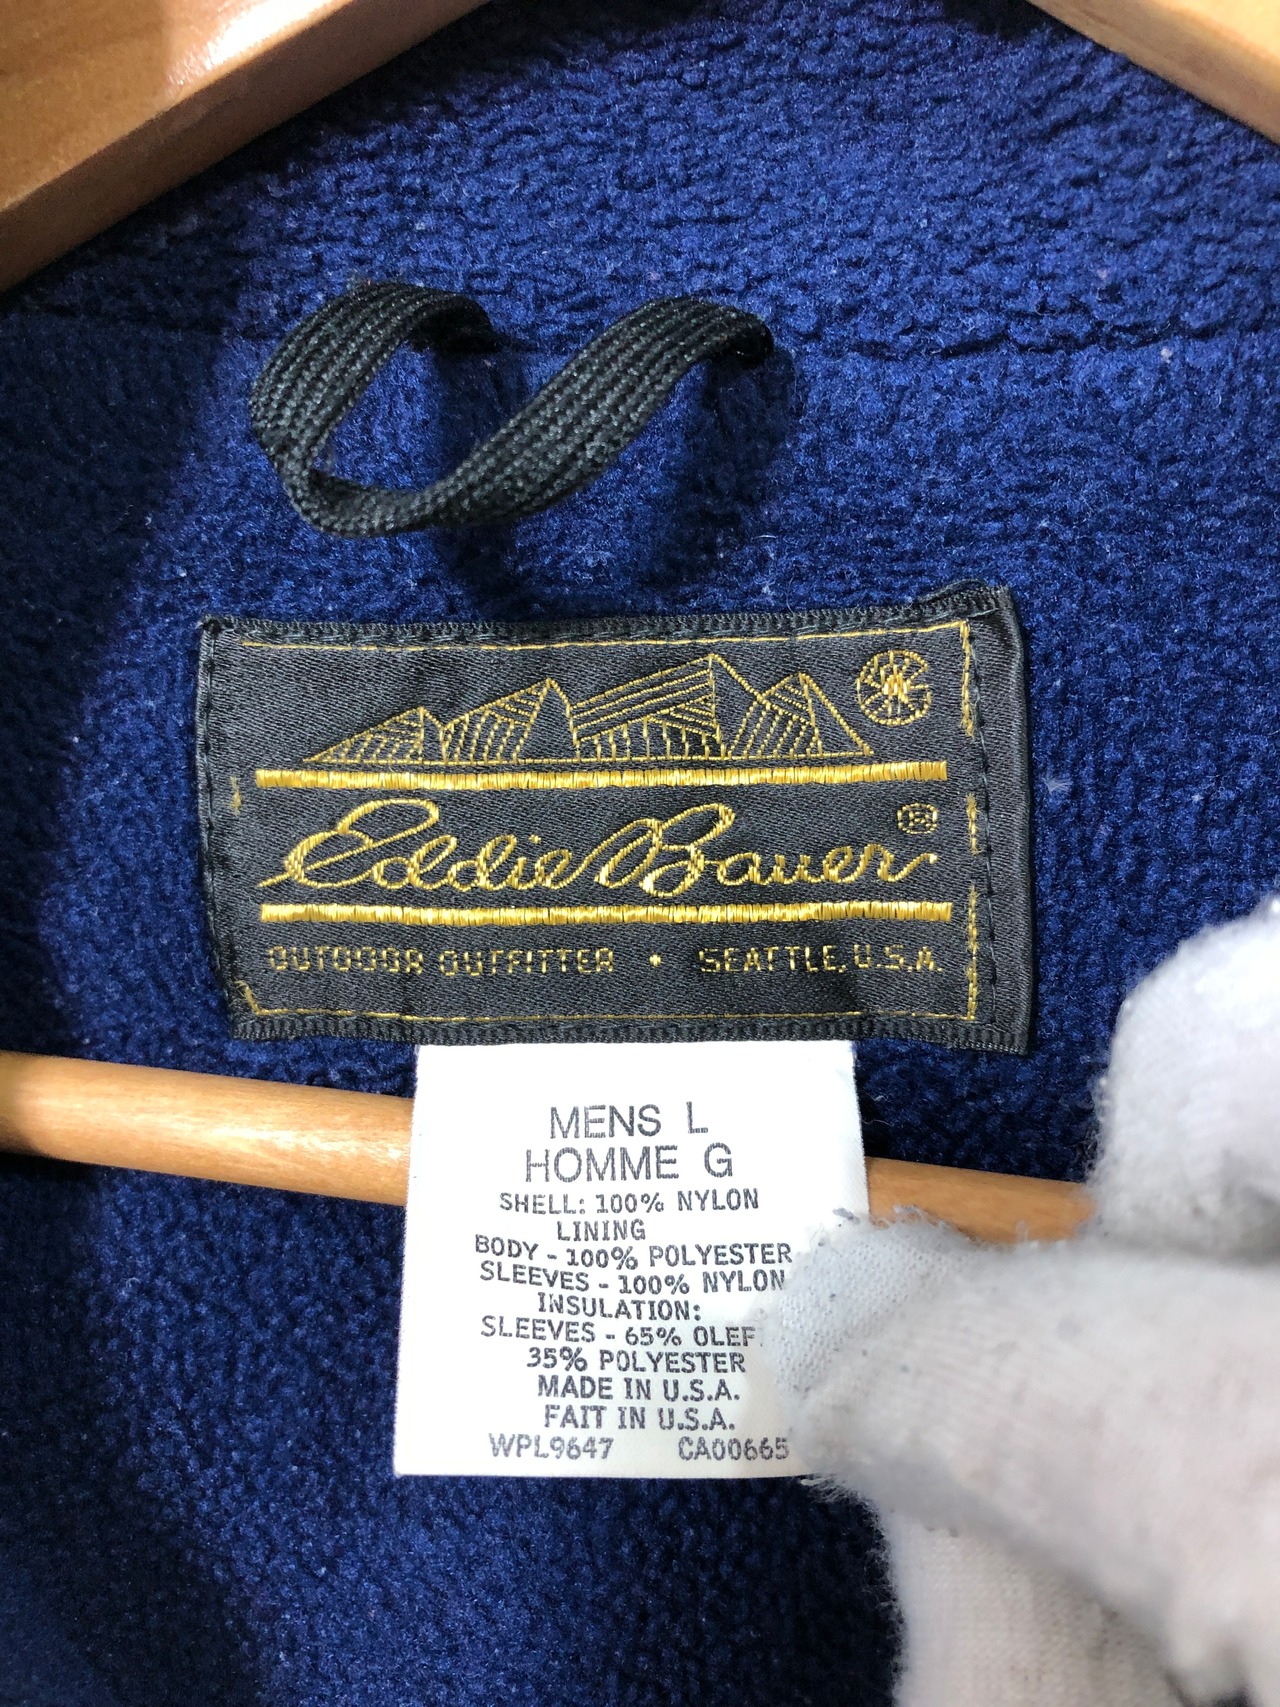 Eddie Bauer ®
OUTDOOR OUTFITTER • SEATTLE, U.S.A.
MENS L
HOMME G
SHELL: 100% NYLON
LINING
BODY - 100% POLYESTER
SLEEVES - 100% NYLON
INSULATION:
SLEEVES - 65%
35% POLYESTER
MADE IN U.S.A.
FAIT IN U.S.A.
WPL9647 CA00665